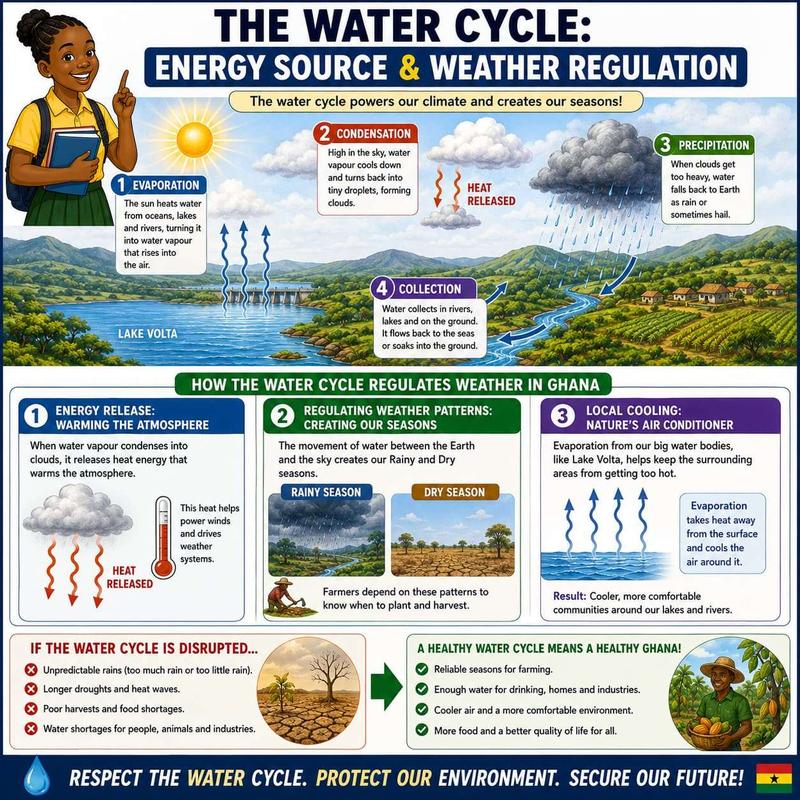 THE WATER CYCLE:
ENERGY SOURCE & WEATHER REGULATION
The water cycle powers our climate and creates our seasons!
1 EVAPORATION
The sun heats water
from oceans, lakes
and rivers, turning it
into water vapour
that rises into
the air.
2 CONDENSATION
High in the sky, water
vapour cools down
and turns back into
tiny droplets, forming
clouds.
HEAT
RELEASED
3 PRECIPITATION
When clouds get
too heavy, water
falls back to Earth
as rain or
sometimes hail.
4 COLLECTION
Water collects in rivers,
lakes and on the ground.
It flows back to the seas
or soaks into the ground.
LAKE VOLTA
HOW THE WATER CYCLE REGULATES WEATHER IN GHANA
1 ENERGY RELEASE:
WARMING THE ATMOSPHERE
When water vapour condenses into
clouds, it releases heat energy that
warms the atmosphere.
This heat helps
power winds
and drives
weather
systems.
HEAT
RELEASED
2 REGULATING WEATHER PATTERNS:
CREATING OUR SEASONS
The movement of water between the Earth
and the sky creates our Rainy and Dry
seasons.
RAINY SEASON
DRY SEASON
Farmers depend on these patterns to
know when to plant and harvest.
3 LOCAL COOLING:
NATURE'S AIR CONDITIONER
Evaporation from our big water bodies,
like Lake Volta, helps keep the surrounding
areas from getting too hot.
Evaporation
takes heat away
from the surface
and cools the
air around it.
Result: Cooler, more comfortable
communities around our lakes and rivers.
IF THE WATER CYCLE IS DISRUPTED...
Unpredictable rains (too much rain or too little rain).
Longer droughts and heat waves.
Poor harvests and food shortages.
Water shortages for people, animals and industries.
A HEALTHY WATER CYCLE MEANS A HEALTHY GHANA!
Reliable seasons for farming.
Enough water for drinking, homes and industries.
Cooler air and a more comfortable environment.
More food and a better quality of life for all.
RESPECT THE WATER CYCLE. PROTECT OUR ENVIRONMENT. SECURE OUR FUTURE!